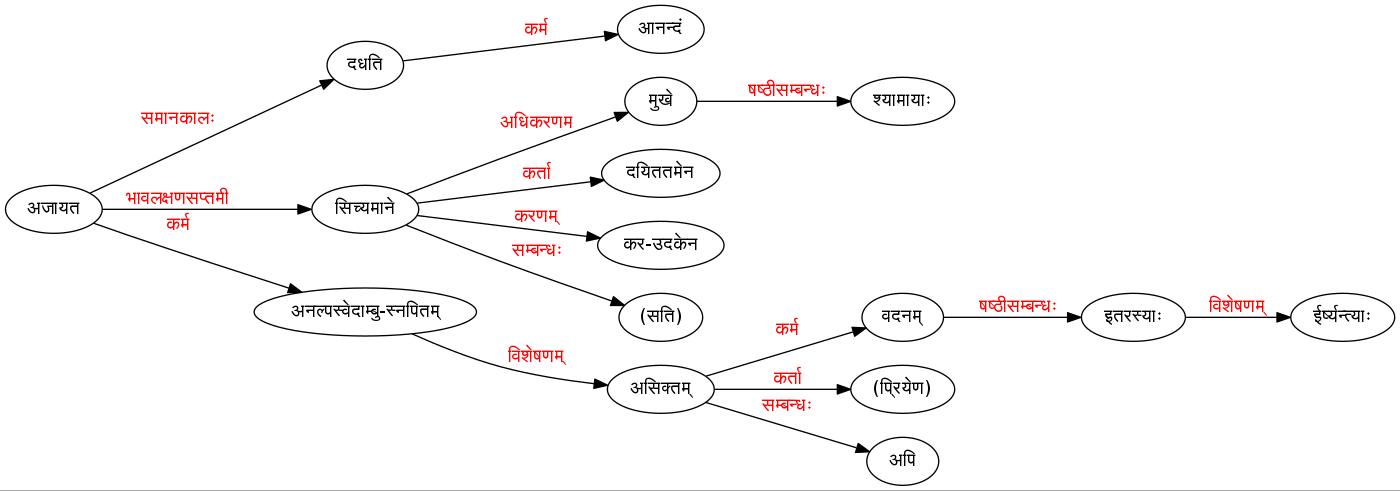 आनन्दं
कर्म
दधति
मुखे
षष्ठीसम्बन्धः
श्यामायाः
समानकालः
अधिकरणम
कर्ता
दयिततमेन
अजायत
भावलक्षणसप्तमी
सिच्यमाने
कर्म
करणम्
कर-उदकेन
सम्बन्धः
(सति)
अनल्पस्वेदाम्बु-स्नपितम्
वदनम्
षष्ठीसम्बन्धः
इतरस्याः
विशेषणम्
ईर्ष्यन्त्याः
कर्म
विशेषणम्
असिक्तम्
कर्ता
(प्रियेण)
सम्बन्धः
अपि